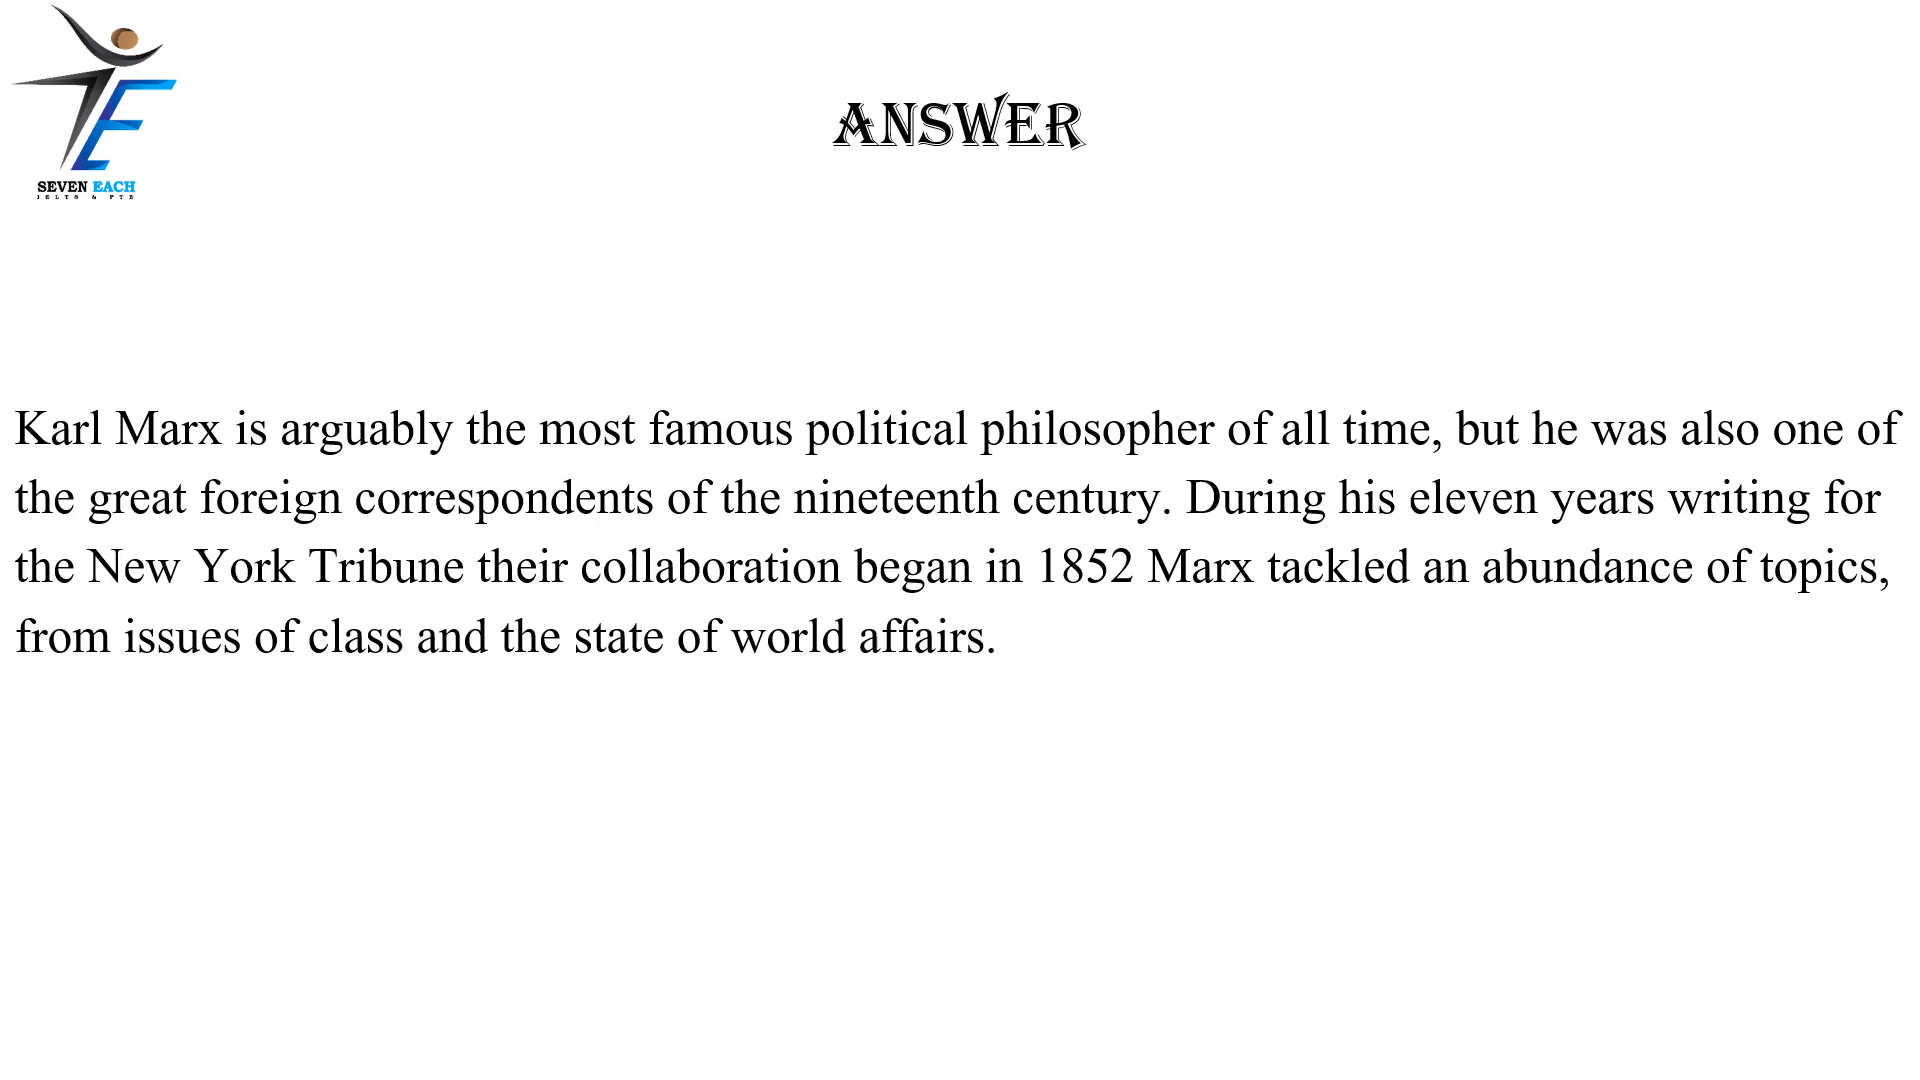 SEVEN EACH
IELTS & PTE
ANSWER
Karl Marx is arguably the most famous political philosopher of all time, but he was also one of
the great foreign correspondents of the nineteenth century. During his eleven years writing for
the New York Tribune their collaboration began in 1852 Marx tackled an abundance of topics,
from issues of class and the state of world affairs.